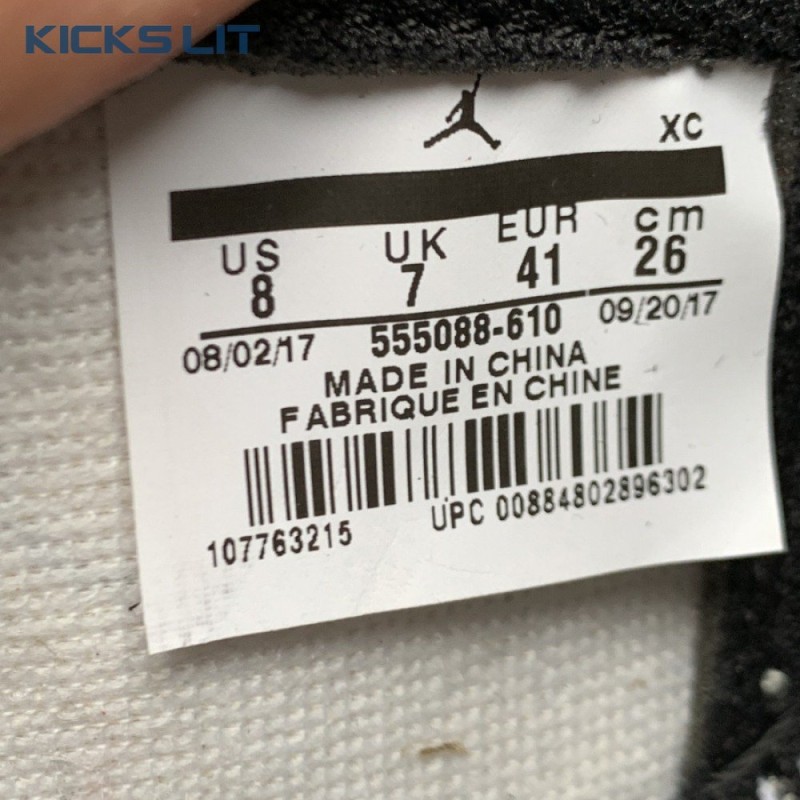 KICKS LIT
XC
US UK EUR cm
8 7 41 26
08/02/17 555088-610 09/20/17
MADE IN CHINA
FABRIQUE EN CHINE
107763215 UPC 00884802896302